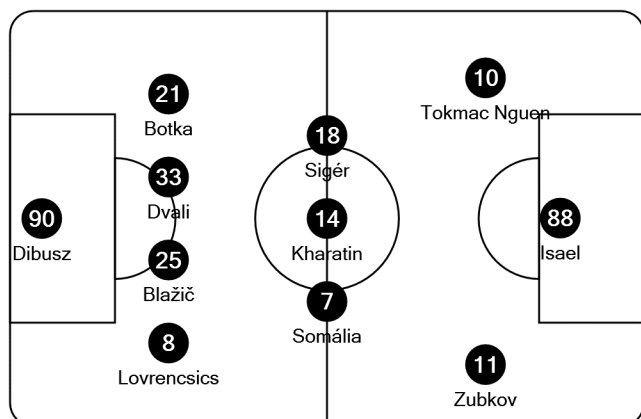 90
Dibusz
21
Botka
33
Dvali
25
Blažič
8
Lovrencsics
18
Sigér
14
Kharatin
7
Somália
10
Tokmac Nguen
88
Isael
11
Zubkov